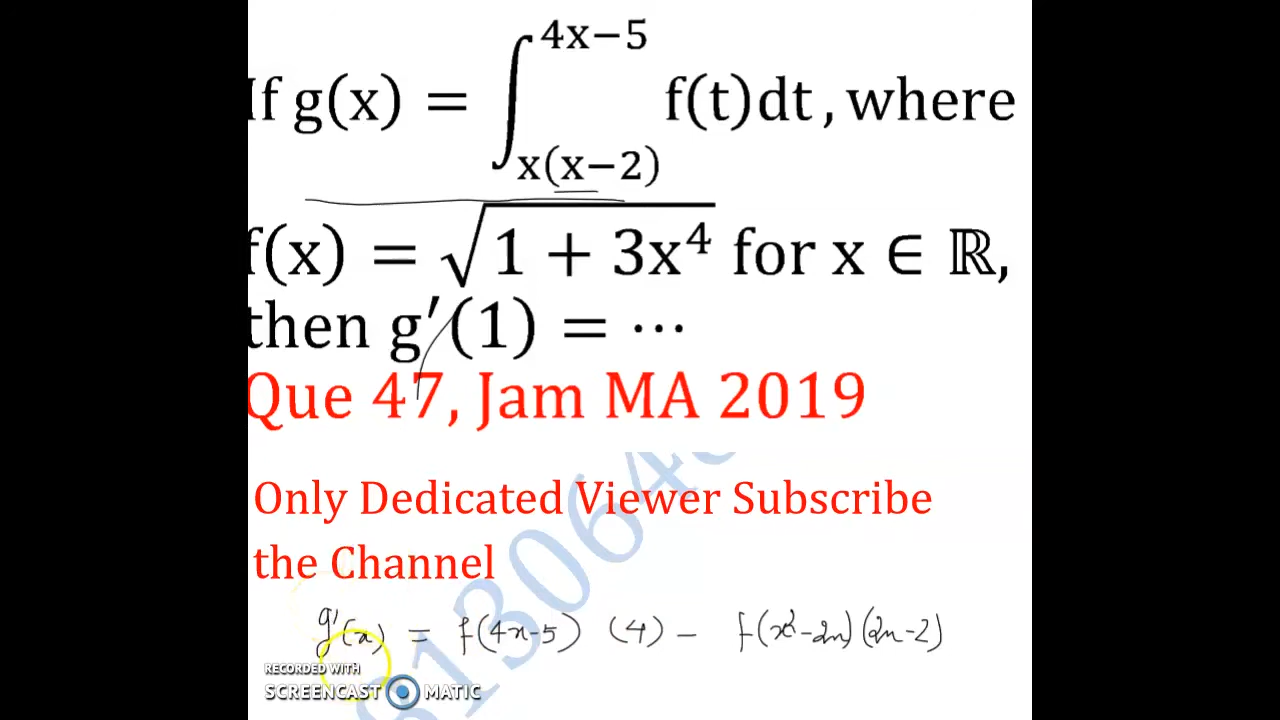 If g(x) = ∫_{x(x−2)}^{4x−5} f(t)dt , where
f(x) = √(1 + 3x⁴) for x ∈ ℝ,
then g′(1) = ⋯
Que 47, Jam MA 2019
Only Dedicated Viewer Subscribe
the Channel
g'(x) = f(4x-5) (4) - f(x²-2x)(2x-2)
RECORDED WITH
SCREENCAST MATIC